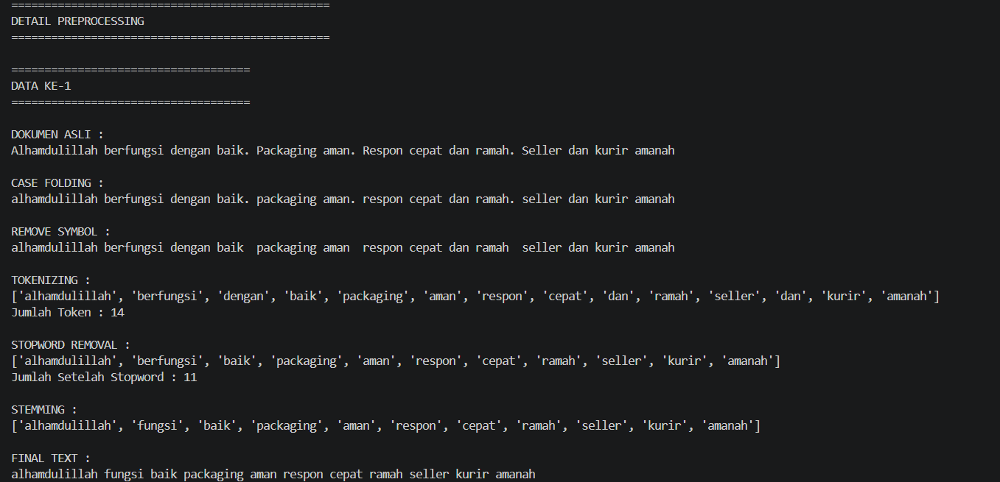 ================================================
DETAIL PREPROCESSING
================================================
====================================
DATA KE-1
====================================
DOKUMEN ASLI :
Alhamdulillah berfungsi dengan baik. Packaging aman. Respon cepat dan ramah. Seller dan kurir amanah
CASE FOLDING :
alhamdulillah berfungsi dengan baik. packaging aman. respon cepat dan ramah. seller dan kurir amanah
REMOVE SYMBOL :
alhamdulillah berfungsi dengan baik  packaging aman  respon cepat dan ramah  seller dan kurir amanah
TOKENIZING :
['alhamdulillah', 'berfungsi', 'dengan', 'baik', 'packaging', 'aman', 'respon', 'cepat', 'dan', 'ramah', 'seller', 'dan', 'kurir', 'amanah']
Jumlah Token : 14
STOPWORD REMOVAL :
['alhamdulillah', 'berfungsi', 'baik', 'packaging', 'aman', 'respon', 'cepat', 'ramah', 'seller', 'kurir', 'amanah']
Jumlah Setelah Stopword : 11
STEMMING :
['alhamdulillah', 'fungsi', 'baik', 'packaging', 'aman', 'respon', 'cepat', 'ramah', 'seller', 'kurir', 'amanah']
FINAL TEXT :
alhamdulillah fungsi baik packaging aman respon cepat ramah seller kurir amanah